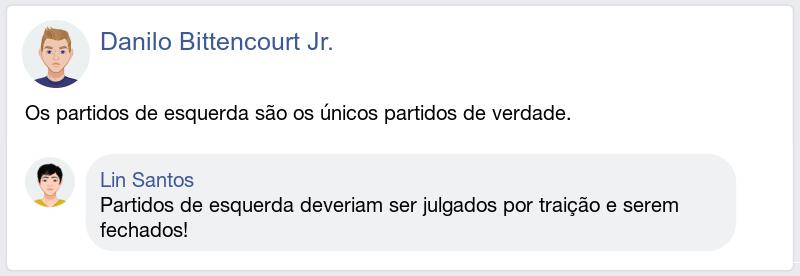 Danilo Bittencourt Jr.
Os partidos de esquerda são os únicos partidos de verdade.
Lin Santos
Partidos de esquerda deveriam ser julgados por traição e serem
fechados!